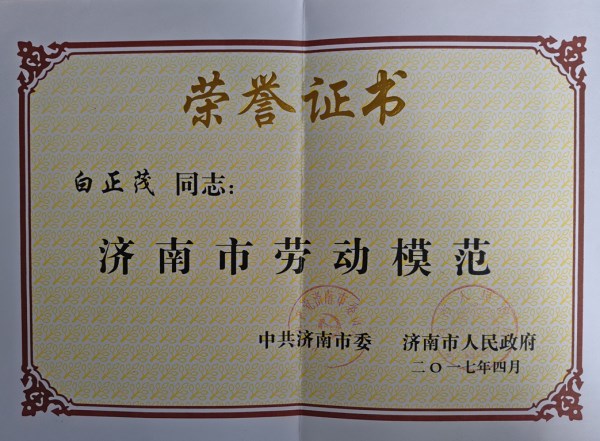 荣誉证书
白正茂 同志：
济南市劳动模范
中共济南市委 济南市人民政府
二〇一七年四月